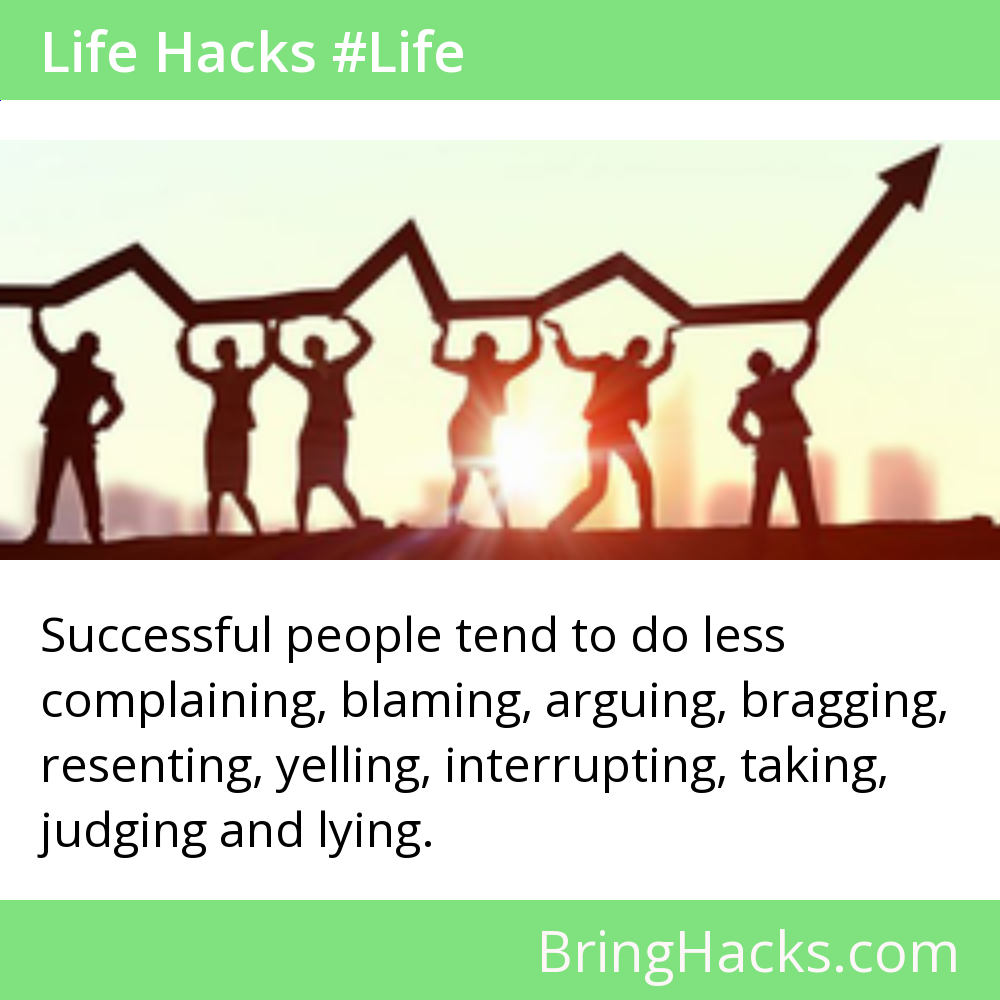 Life Hacks #Life
Successful people tend to do less
complaining, blaming, arguing, bragging,
resenting, yelling, interrupting, taking,
judging and lying.
BringHacks.com